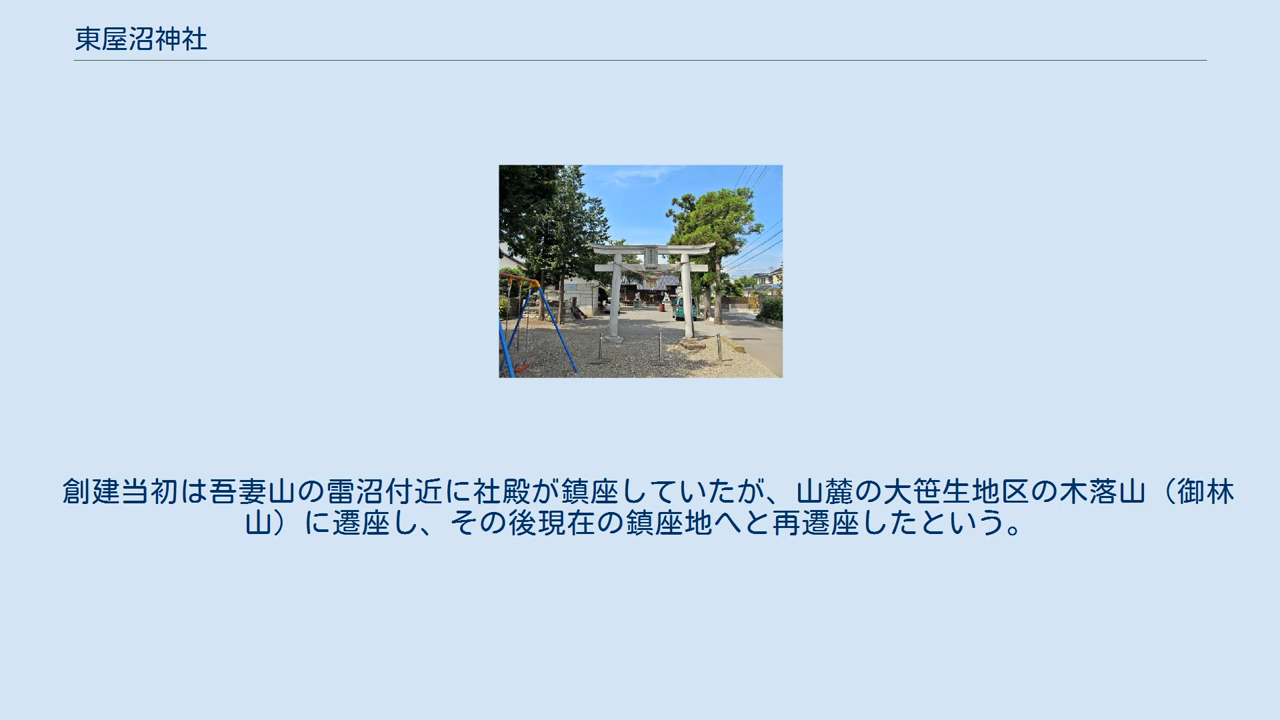 東屋沼神社
創建当初は吾妻山の雷沼付近に社殿が鎮座していたが、山麓の大笹生地区の木落山（御林
山）に遷座し、その後現在の鎮座地へと再遷座したという。